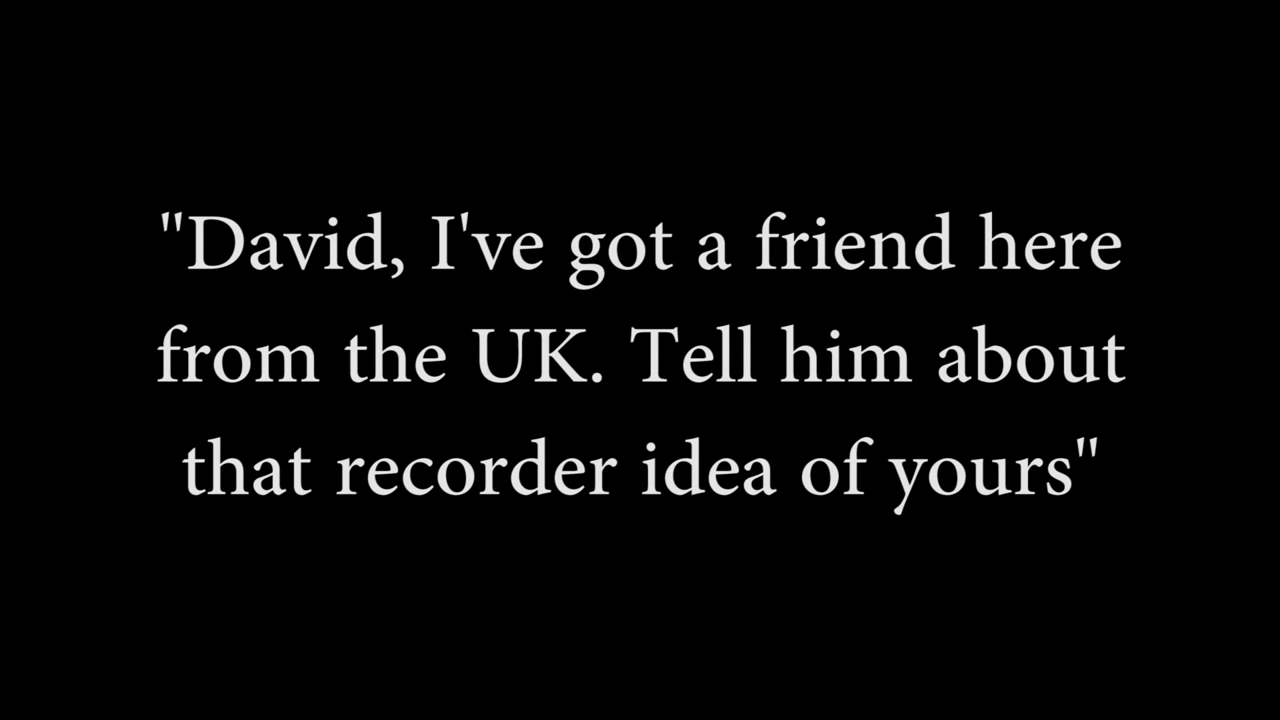 "David, I've got a friend here
from the UK. Tell him about
that recorder idea of yours"